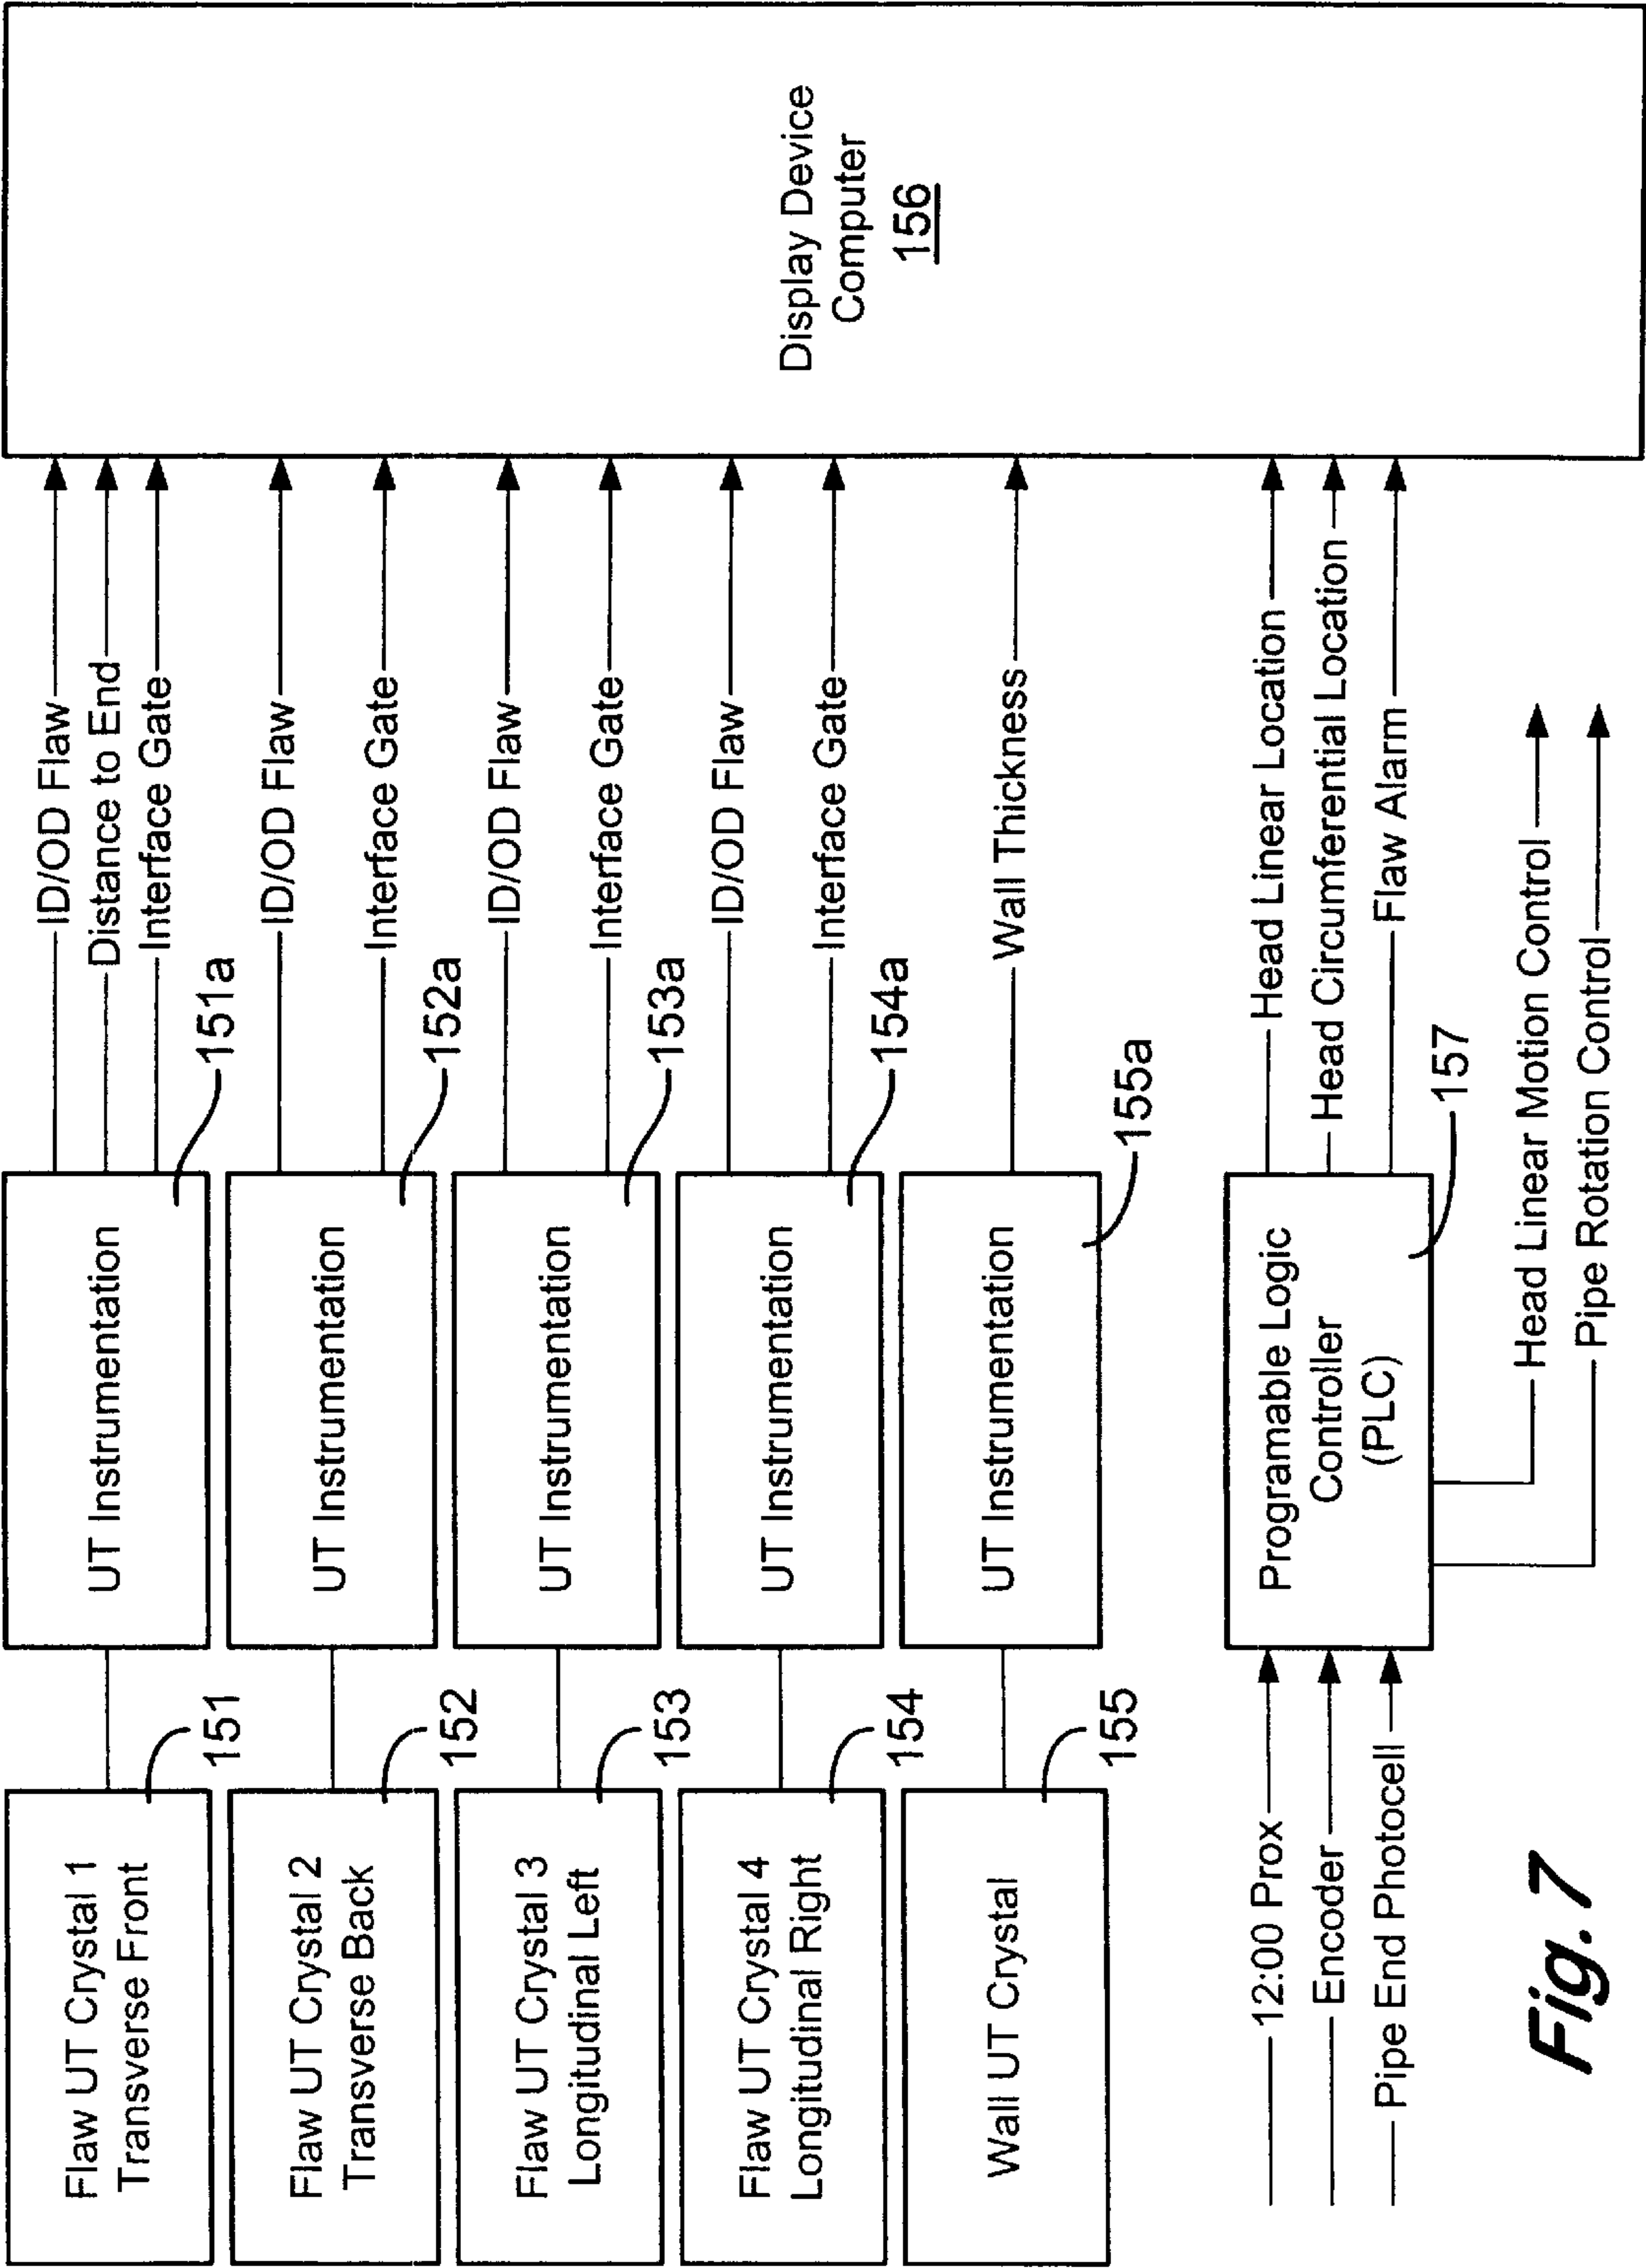 Flaw UT Crystal 1
Transverse Front
151
UT Instrumentation
151a
ID/OD Flaw
Distance to End
Interface Gate
Flaw UT Crystal 2
Transverse Back
152
UT Instrumentation
152a
ID/OD Flaw
Interface Gate
Flaw UT Crystal 3
Longitudinal Left
153
UT Instrumentation
153a
ID/OD Flaw
Interface Gate
Flaw UT Crystal 4
Longitudinal Right
154
UT Instrumentation
154a
ID/OD Flaw
Interface Gate
Wall UT Crystal
155
UT Instrumentation
155a
Wall Thickness
Display Device
Computer
156
12:00 Prox
Encoder
Pipe End Photocell
Programable Logic
Controller
(PLC)
157
Head Linear Location
Head Circumferential Location
Flaw Alarm
Head Linear Motion Control
Pipe Rotation Control
Fig. 7